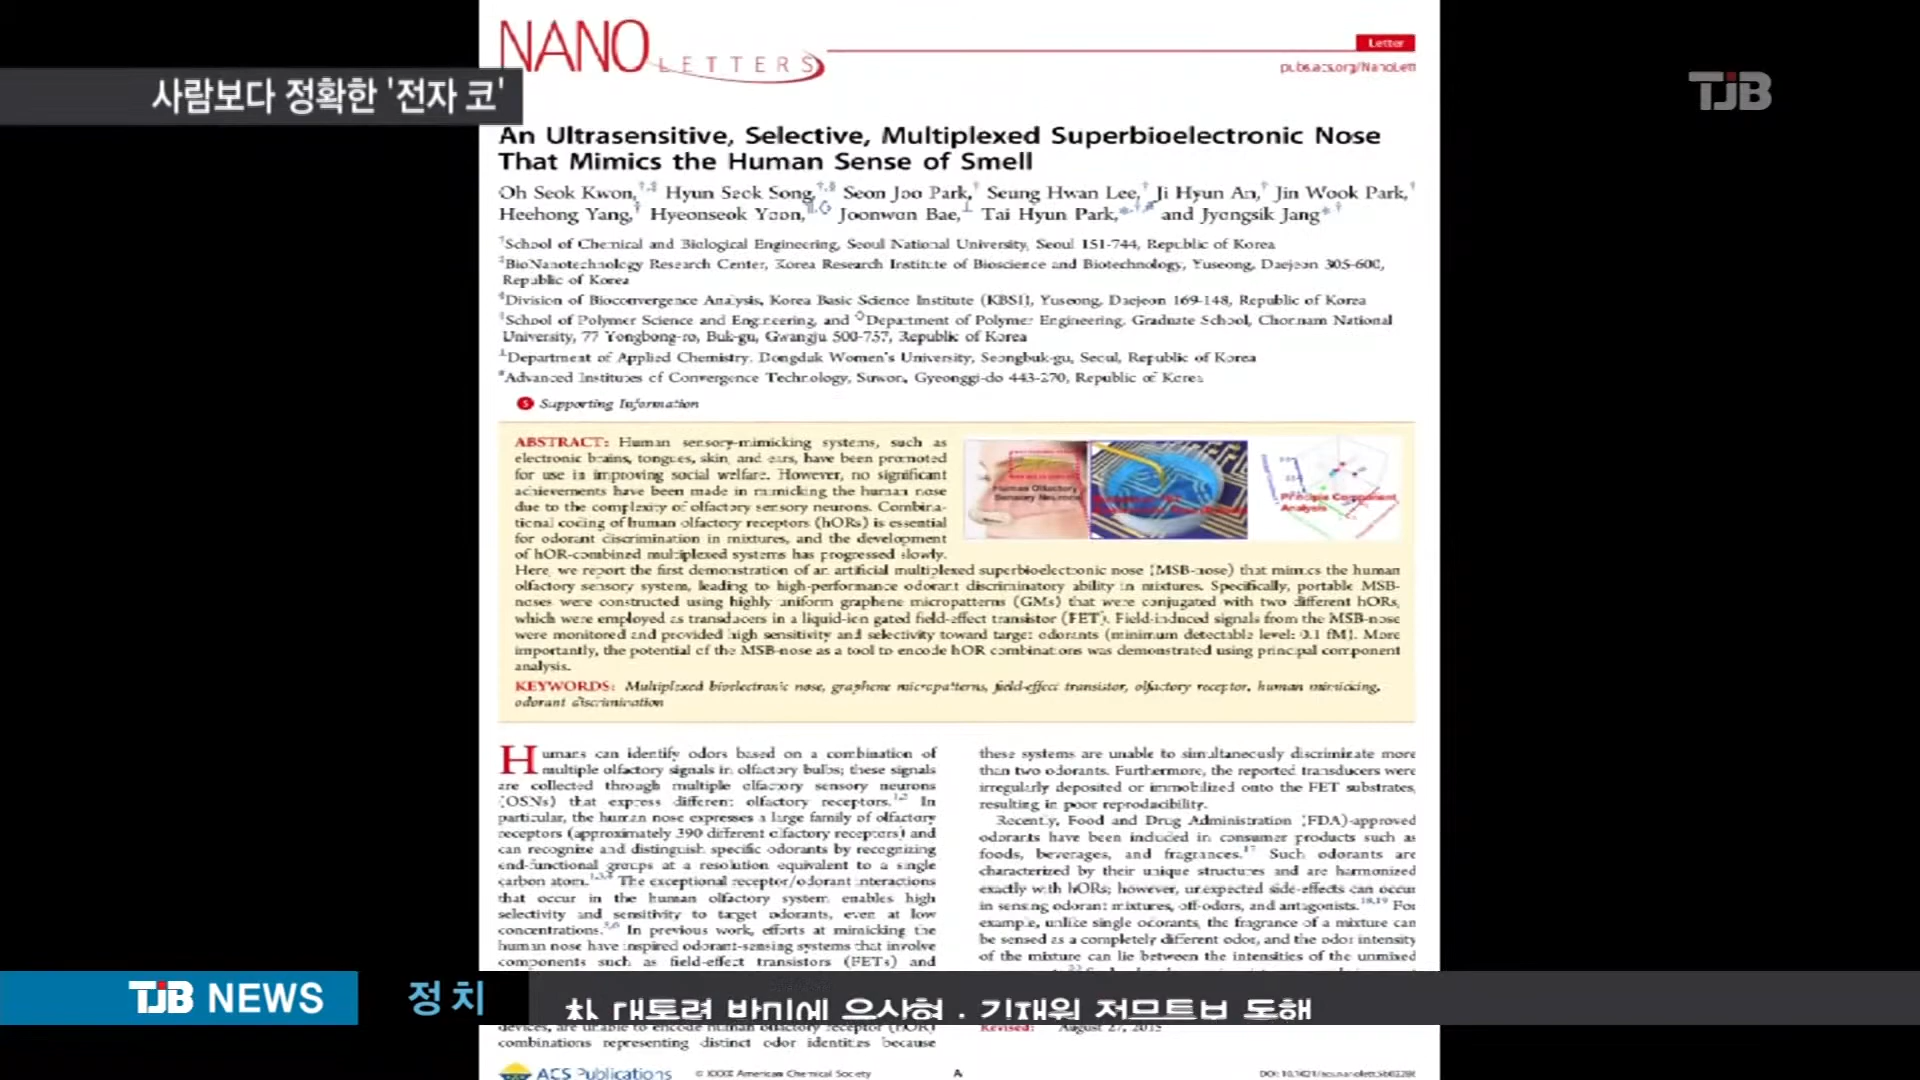 NANO LETTERS
Letter
pubs.acs.org/NanoLett
사람보다 정확한 '전자 코'
TJB
An Ultrasensitive, Selective, Multiplexed Superbioelectronic Nose
That Mimics the Human Sense of Smell
Oh Seok Kwon, Hyun Seok Song, Seon Joo Park, Seung Hwan Lee, Ji Hyun An, Jin Wook Park,
Heehong Yang, Hyeonseok Yoon, Joonwon Bae, Tai Hyun Park, and Jyongsik Jang
†School of Chemical and Biological Engineering, Seoul National University, Seoul 151-744, Republic of Korea
‡BioNanotechnology Research Center, Korea Research Institute of Bioscience and Biotechnology, Yuseong, Daejeon 305-600,
Republic of Korea
Division of Bioconvergence Analysis, Korea Basic Science Institute (KBSI), Yuseong, Daejeon 169-148, Republic of Korea
School of Polymer Science and Engineering, and ◇Department of Polymer Engineering, Graduate School, Chonnam National
University, 77 Yongbong-ro, Buk-gu, Gwangju 500-757, Republic of Korea
⊥Department of Applied Chemistry, Dongduk Women's University, Seongbuk-gu, Seoul, Republic of Korea
#Advanced Institutes of Convergence Technology, Suwon, Gyeonggi-do 443-270, Republic of Korea
S Supporting Information
ABSTRACT: Human sensory-mimicking systems, such as
electronic brains, tongues, skin, and ears, have been promoted
for use in improving social welfare. However, no significant
achievements have been made in mimicking the human nose
due to the complexity of olfactory sensory neurons. Combina-
tional coding of human olfactory receptors (hORs) is essential
for odorant discrimination in mixtures, and the development
of hOR-combined multiplexed systems has progressed slowly.
Human Olfactory
Sensory Neurons
Principle Component
Analysis
Here, we report the first demonstration of an artificial multiplexed superbioelectronic nose (MSB-nose) that mimics the human
olfactory sensory system, leading to high-performance odorant discriminatory ability in mixtures. Specifically, portable MSB-
noses were constructed using highly uniform graphene micropatterns (GMs) that were conjugated with two different hORs,
which were employed as transducers in a liquid-ion gated field-effect transistor (FET). Field-induced signals from the MSB-nose
were monitored and provided high sensitivity and selectivity toward target odorants (minimum detectable level: 0.1 fM). More
importantly, the potential of the MSB-nose as a tool to encode hOR combinations was demonstrated using principal component
analysis.
KEYWORDS: Multiplexed bioelectronic nose, graphene micropatterns, field-effect transistor, olfactory receptor, human mimicking,
odorant discrimination
Humans can identify odors based on a combination of
multiple olfactory signals in olfactory bulbs; these signals
are collected through multiple olfactory sensory neurons
(OSNs) that express different olfactory receptors.1,2 In
particular, the human nose expresses a large family of olfactory
receptors (approximately 390 different olfactory receptors) and
can recognize and distinguish specific odorants by recognizing
end-functional groups at a resolution equivalent to a single
carbon atom. The exceptional receptor/odorant interactions
that occur in the human olfactory system enables high
selectivity and sensitivity to target odorants, even at low
concentrations. In previous work, efforts at mimicking the
human nose have inspired odorant-sensing systems that involve
components such as field-effect transistors (FETs) and
devices, are unable to encode human olfactory receptor (hOR)
combinations representing distinct odor identities because
these systems are unable to simultaneously discriminate more
than two odorants. Furthermore, the reported transducers were
irregularly deposited or immobilized onto the FET substrates,
resulting in poor reproducibility.
Recently, Food and Drug Administration (FDA)-approved
odorants have been included in consumer products such as
foods, beverages, and fragrances.17 Such odorants are
characterized by their unique structures and are harmonized
exactly with hORs; however, unexpected side-effects can occur
in sensing odorant mixtures, off-odors, and antagonists.18,19 For
example, unlike single odorants, the fragrance of a mixture can
be sensed as a completely different odor, and the odor intensity
of the mixture can lie between the intensities of the unmixed
Revised: August 27, 2015
ACS Publications
© XXXX American Chemical Society
A
TJB NEWS
정치